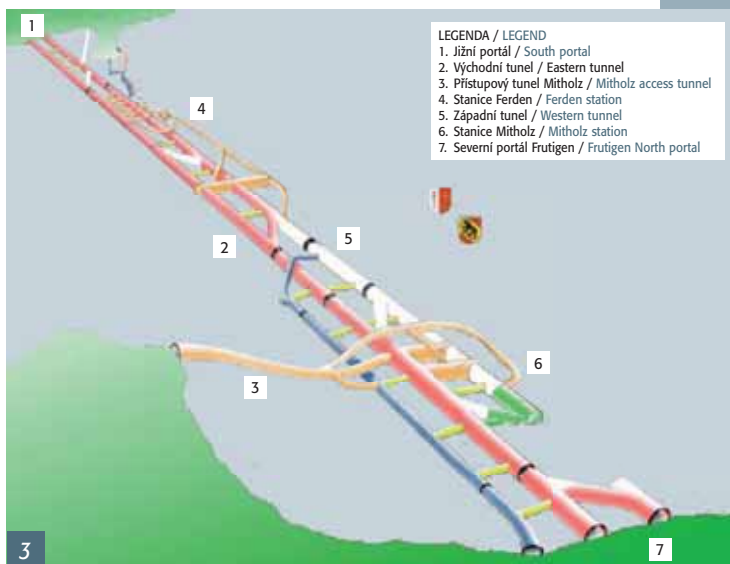 1
LEGENDA / LEGEND
1. Jižní portál / South portal
2. Východní tunel / Eastern tunnel
3. Přístupový tunel Mitholz / Mitholz access tunnel
4. Stanice Ferden / Ferden station
5. Západní tunel / Western tunnel
6. Stanice Mitholz / Mitholz station
7. Severní portál Frutigen / Frutigen North portal
4
2
5
3
6
7
3